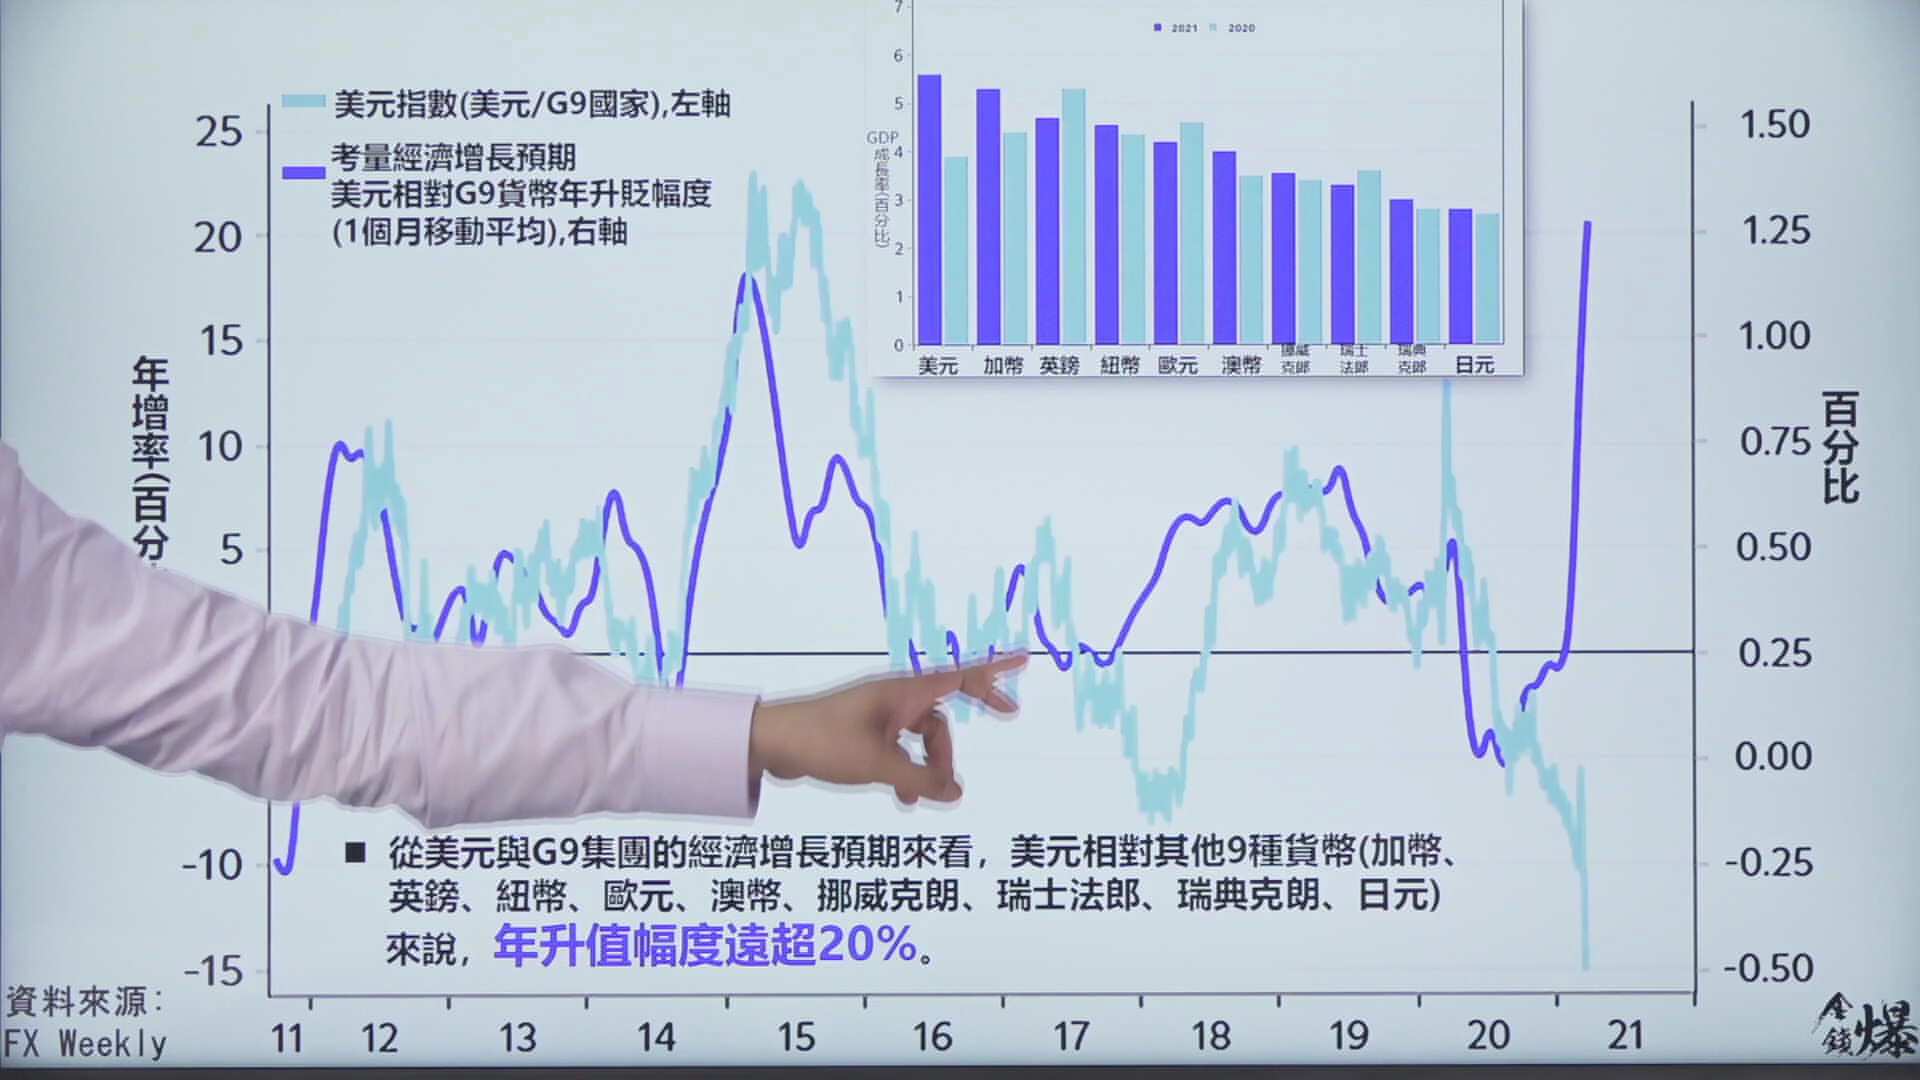 美元指數(美元/G9國家),左軸
考量經濟增長預期
美元相對G9貨幣年升貶幅度
(1個月移動平均),右軸
25
20
15
10
5
-10
-15
年增率(百分
7
6
5
4
3
2
1
0
GDP
成長率(百分比)
2021 2020
美元 加幣 英鎊 紐幣 歐元 澳幣 挪威克郎 瑞士法郎 瑞典克郎 日元
1.50
1.25
1.00
0.75
0.50
0.25
0.00
-0.25
-0.50
百分比
■ 從美元與G9集團的經濟增長預期來看，美元相對其他9種貨幣(加幣、
英鎊、紐幣、歐元、澳幣、挪威克朗、瑞士法郎、瑞典克朗、日元)
來說，年升值幅度遠超20%。
11 12 13 14 15 16 17 18 19 20 21
資料來源：
FX Weekly
金錢爆